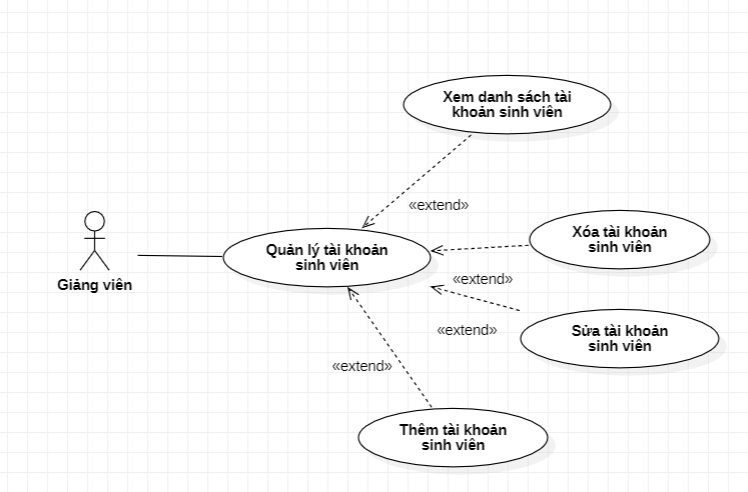 Xem danh sách tài
khoản sinh viên
«extend»
Xóa tài khoản
sinh viên
Quản lý tài khoản
sinh viên
Giảng viên
«extend»
«extend»
Sửa tài khoản
sinh viên
«extend»
Thêm tài khoản
sinh viên